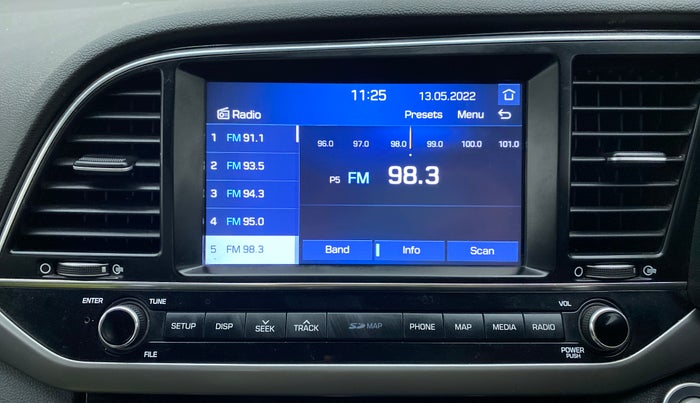 11:25 13.05.2022
Radio
Presets Menu
1 FM 91.1
2 FM 93.5
3 FM 94.3
4 FM 95.0
5 FM 98.3
96.0 97.0 98.0 99.0 100.0 101.0
P5 FM 98.3
Band Info Scan
ENTER TUNE
FILE
SETUP DISP SEEK TRACK SD MAP PHONE MAP MEDIA RADIO
VOL
POWER
PUSH